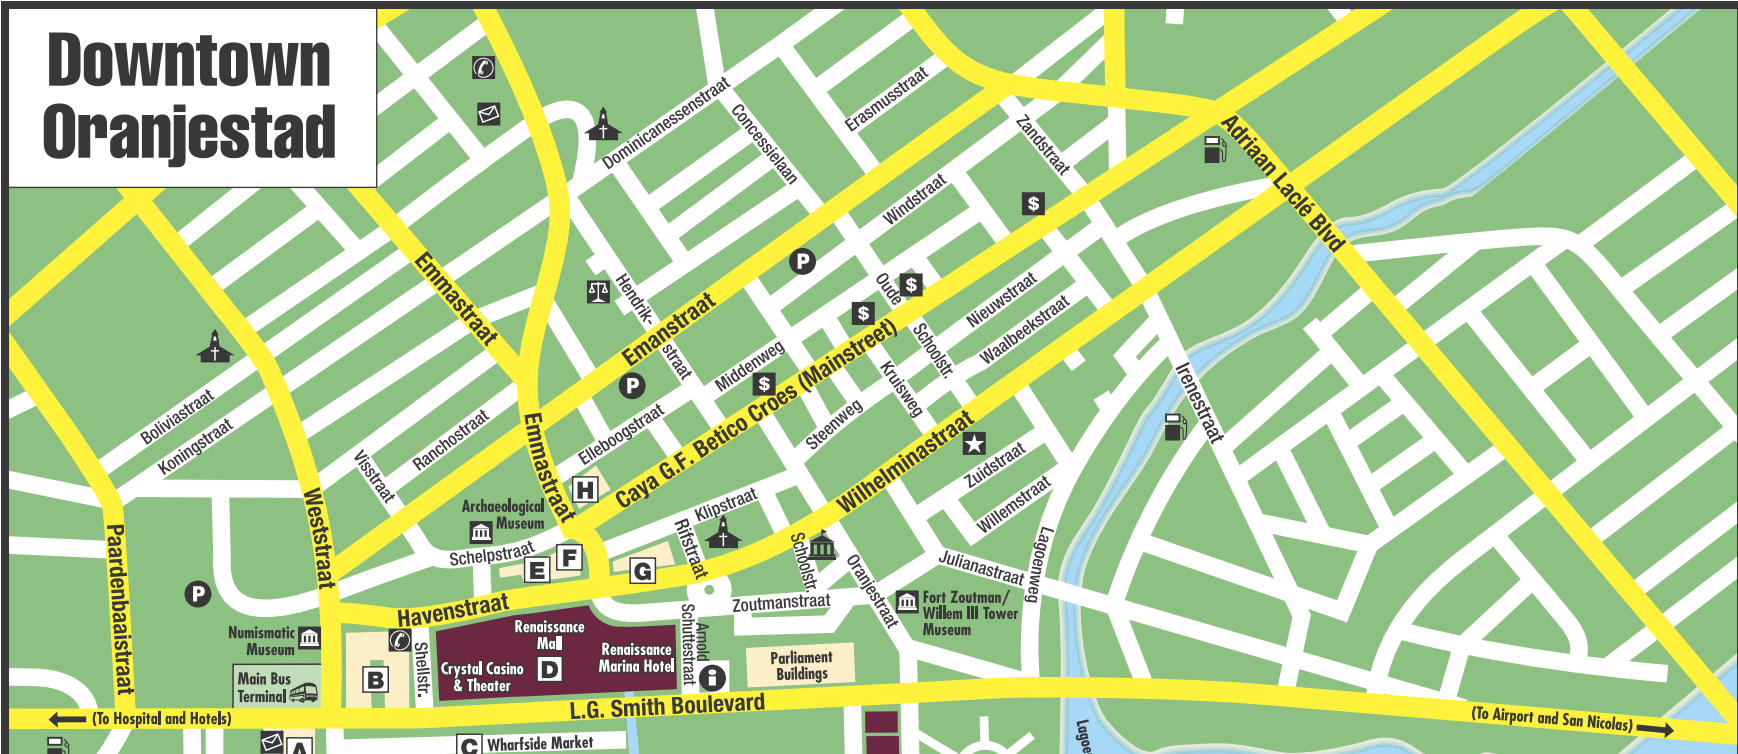 Downtown
Oranjestad
Dominicanessenstraat
Concessielaan
Erasmusstraat
Zandstraat
Adriaan Laclé Blvd
Windstraat
$
P
Emmastraat
Hendrik-
straat
Emanstraat
Oude
Schoolstr.
$
$
Nieuwstraat
Waalbeekstraat
Middenweg
$
P
Kruisweg
Irenestraat
Boliviastraat
Koningstraat
Ranchostraat
Visstraat
Emmastraat
Elleboogstraat
Caya G.F. Betico Croes (Mainstreet)
Steenweg
Wilhelminastraat
Zuidstraat
Willemstraat
H
Klipstraat
Archaeological
Museum
Weststraat
Paardenbaaistraat
Schelpstraat
F
E
G
Rifstraat
Schoolstr.
Oranjestraat
Julianastraat
Lagoenweg
P
Havenstraat
Zoutmanstraat
Fort Zoutman/
Willem III Tower
Museum
Numismatic
Museum
Shellstr.
Renaissance
Mall
D
Crystal Casino
& Theater
Renaissance
Marina Hotel
Arnold
Schuttestraat
i
Parliament
Buildings
Main Bus
Terminal
B
L.G. Smith Boulevard
(To Hospital and Hotels)
(To Airport and San Nicolas)
A
C
Wharfside Market
Lagoe